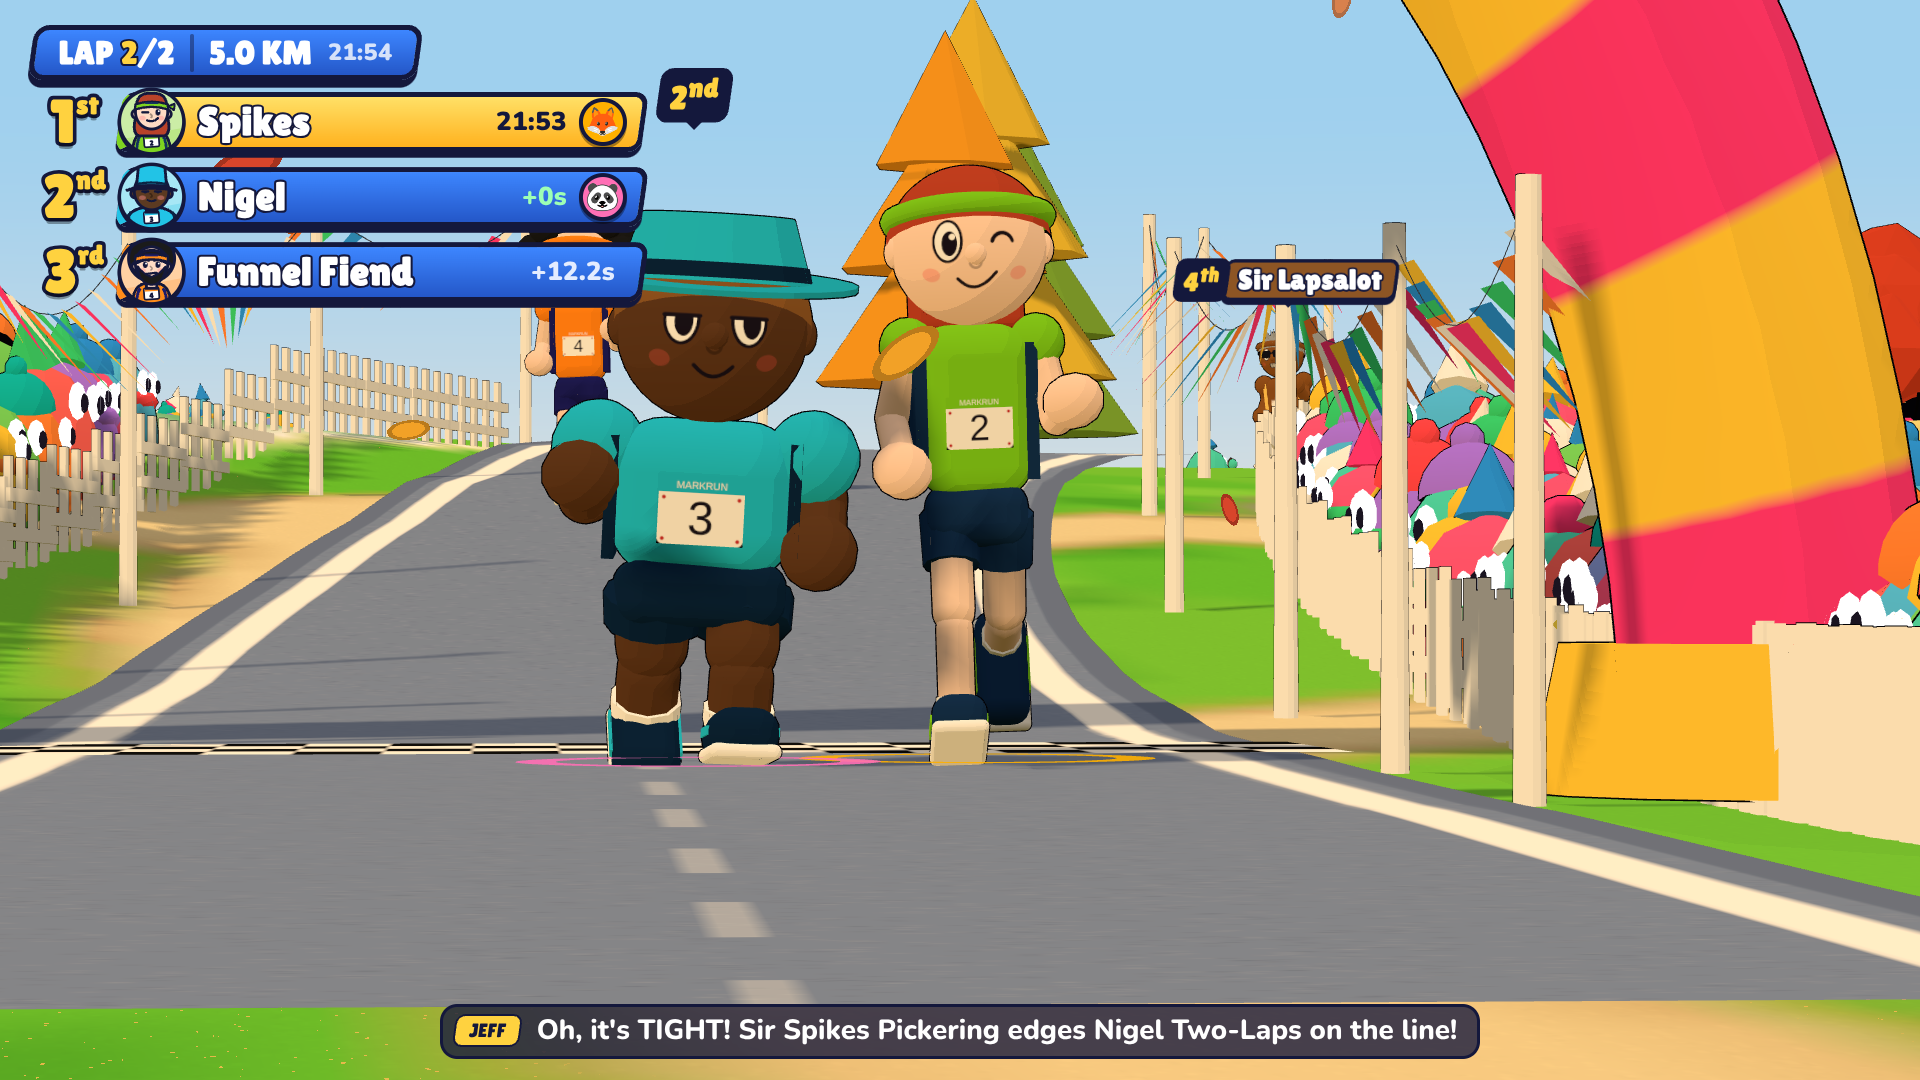 LAP 2/2 5.0 KM 21:54
1st Spikes 21:53
2nd
2nd Nigel +0s
3rd Funnel Fiend +12.2s
4th Sir Lapsalot
MARKRUN
4
MARKRUN
2
MARKRUN
3
JEFF Oh, it's TIGHT! Sir Spikes Pickering edges Nigel Two-Laps on the line!